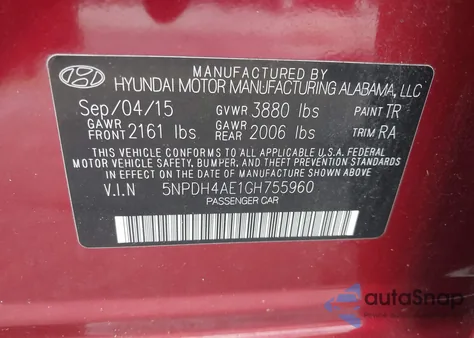 MANUFACTURED BY
HYUNDAI MOTOR MANUFACTURING ALABAMA, LLC
Sep/04/15 GVWR 3880 lbs PAINT TR
GAWR FRONT 2161 lbs. GAWR REAR 2006 lbs TRIM RA
THIS VEHICLE CONFORMS TO ALL APPLICABLE U.S.A FEDERAL
MOTOR VEHICLE SAFETY, BUMPER, AND THEFT PREVENTION STANDARDS
IN EFFECT ON THE DATE OF MANUFACTURE SHOWN ABOVE.
V.I.N 5NPDH4AE1GH755960
PASSENGER CAR
autaSnap